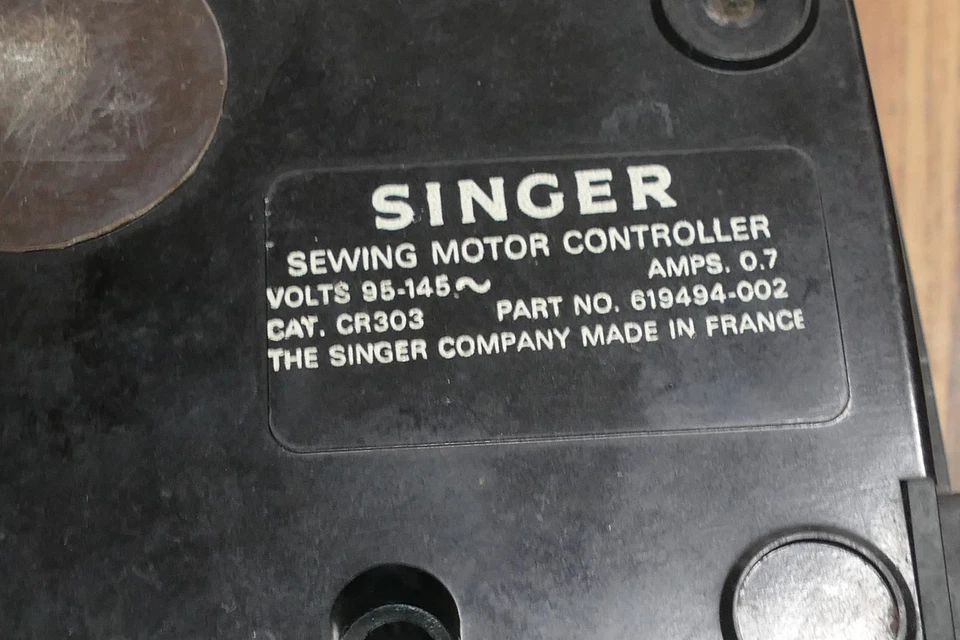 SINGER
SEWING MOTOR CONTROLLER
VOLTS 95-145~ AMPS. 0.7
CAT. CR303 PART NO. 619494-002
THE SINGER COMPANY MADE IN FRANCE